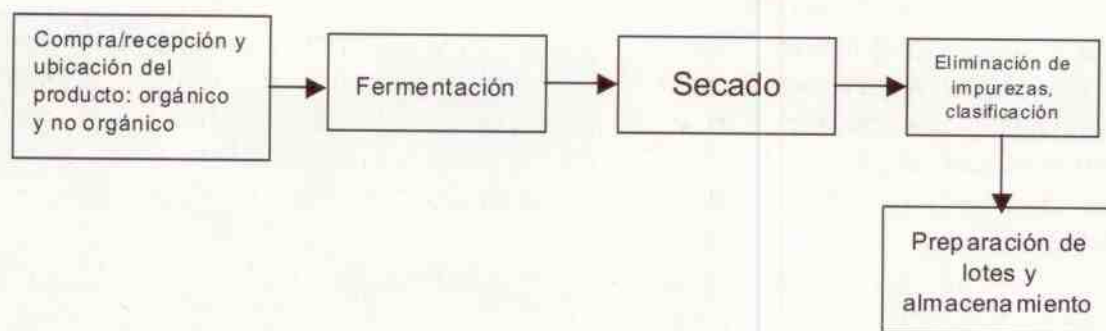 Compra/recepción y
ubicación del
producto: orgánico
y no orgánico
Fermentación
Secado
Eliminación de
impurezas,
clasificación
Preparación de
lotes y
almacenamiento